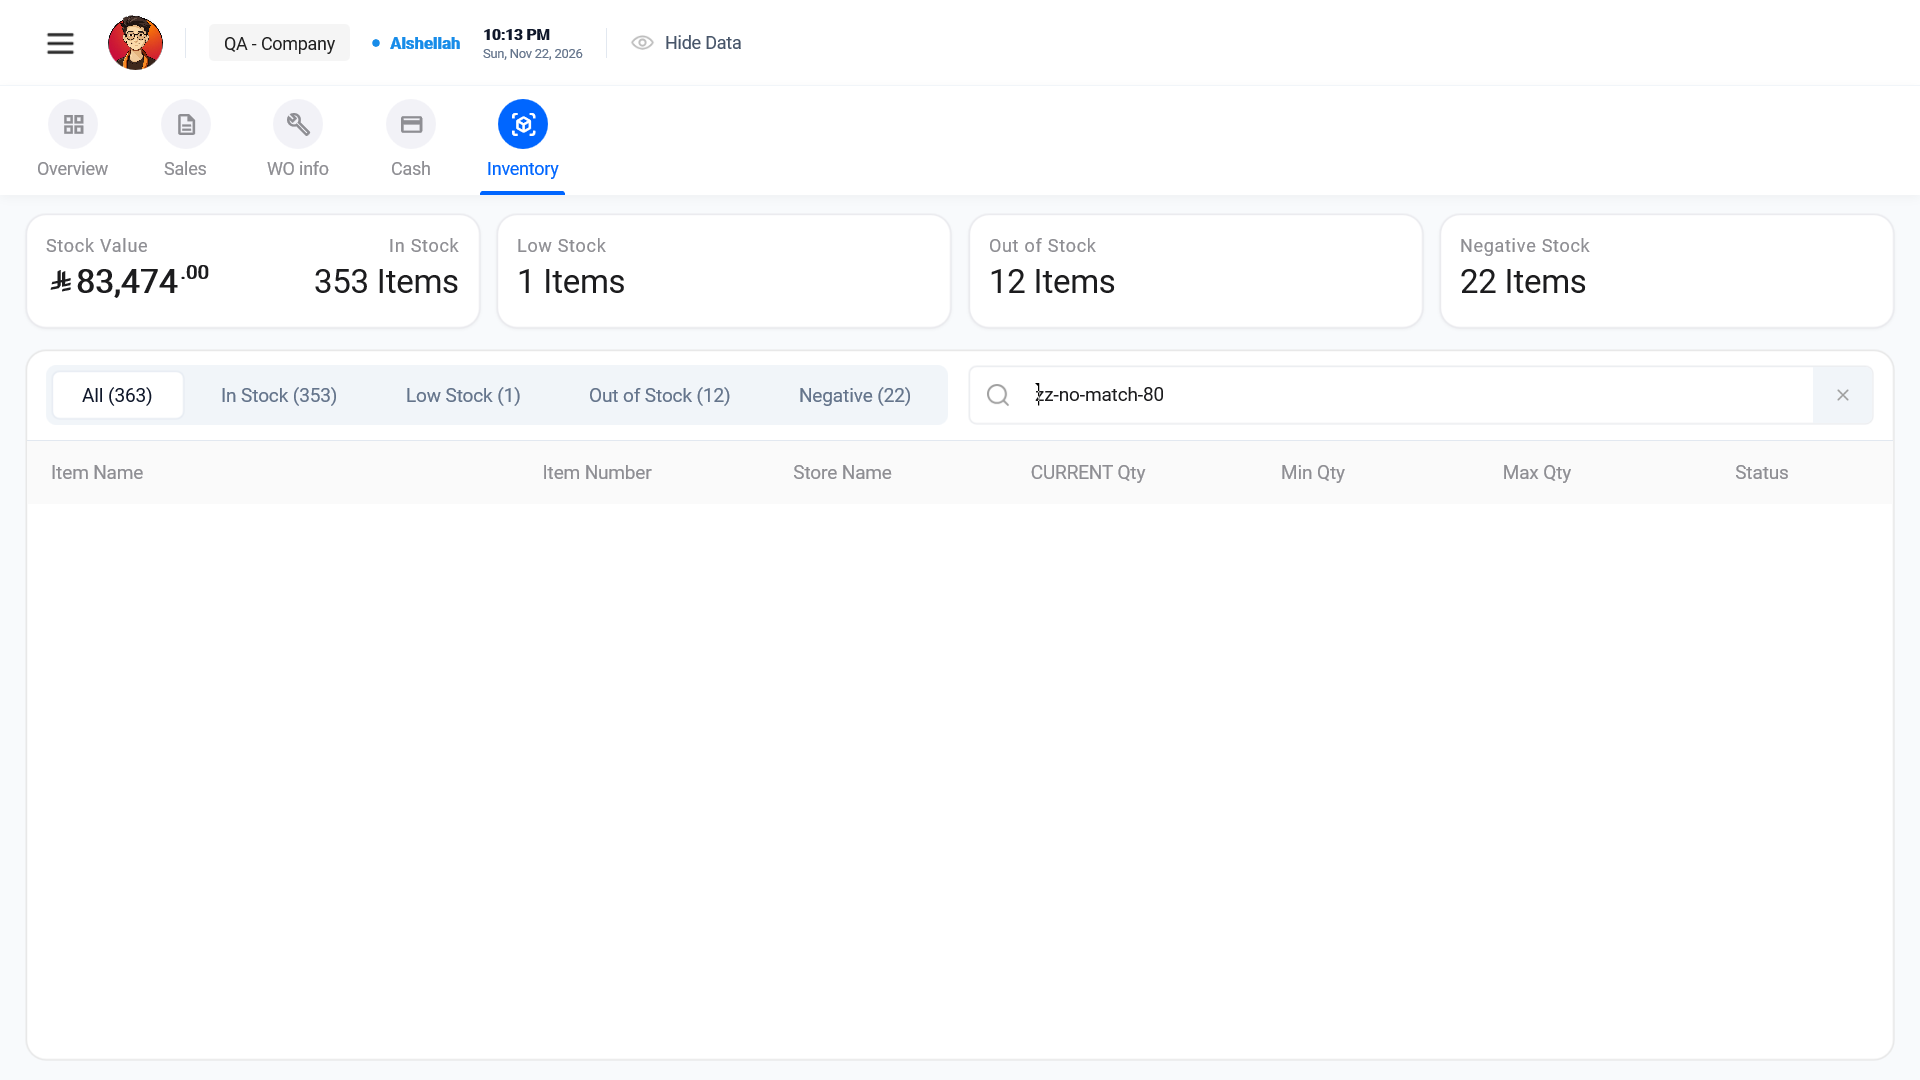 QA - Company
Alshellah
10:13 PM
Sun, Nov 22, 2026
Hide Data
Overview
Sales
WO info
Cash
Inventory
Stock Value
In Stock
83,474.00
353 Items
Low Stock
1 Items
Out of Stock
12 Items
Negative Stock
22 Items
All (363)
In Stock (353)
Low Stock (1)
Out of Stock (12)
Negative (22)
zz-no-match-80
Item Name
Item Number
Store Name
CURRENT Qty
Min Qty
Max Qty
Status